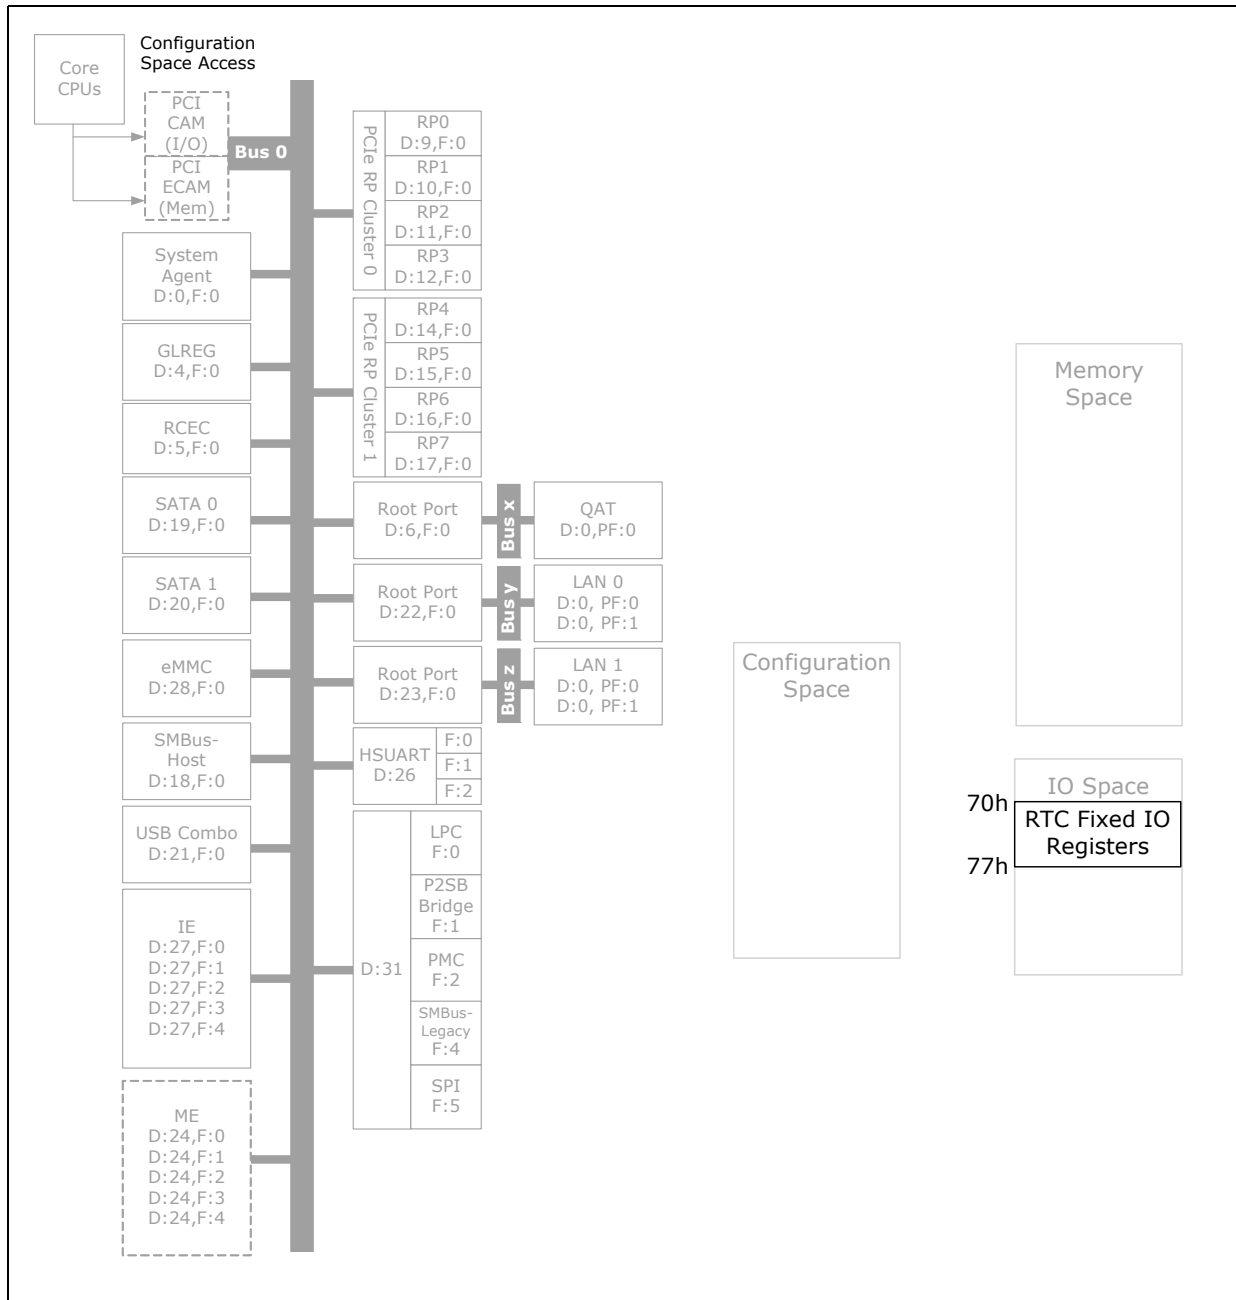 Configuration
Space Access
Core
CPUs
PCI
CAM
(I/O)
PCI
ECAM
(Mem)
Bus 0
System
Agent
D:0,F:0
GLREG
D:4,F:0
RCEC
D:5,F:0
SATA 0
D:19,F:0
SATA 1
D:20,F:0
eMMC
D:28,F:0
SMBus-
Host
D:18,F:0
USB Combo
D:21,F:0
IE
D:27,F:0
D:27,F:1
D:27,F:2
D:27,F:3
D:27,F:4
ME
D:24,F:0
D:24,F:1
D:24,F:2
D:24,F:3
D:24,F:4
PCIe RP Cluster 0
RP0
D:9,F:0
RP1
D:10,F:0
RP2
D:11,F:0
RP3
D:12,F:0
PCIe RP Cluster 1
RP4
D:14,F:0
RP5
D:15,F:0
RP6
D:16,F:0
RP7
D:17,F:0
Root Port
D:6,F:0
Bus x
QAT
D:0,PF:0
Root Port
D:22,F:0
Bus y
LAN 0
D:0, PF:0
D:0, PF:1
Root Port
D:23,F:0
Bus z
LAN 1
D:0, PF:0
D:0, PF:1
HSUART
D:26
F:0
F:1
F:2
D:31
LPC
F:0
P2SB
Bridge
F:1
PMC
F:2
SMBus-
Legacy
F:4
SPI
F:5
Configuration
Space
Memory
Space
IO Space
70h
RTC Fixed IO
Registers
77h